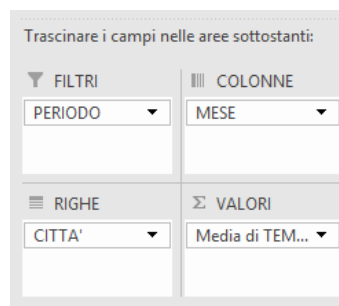 Trascinare i campi nelle aree sottostanti:
FILTRI
COLONNE
PERIODO
MESE
RIGHE
Σ VALORI
CITTA'
Media di TEM...